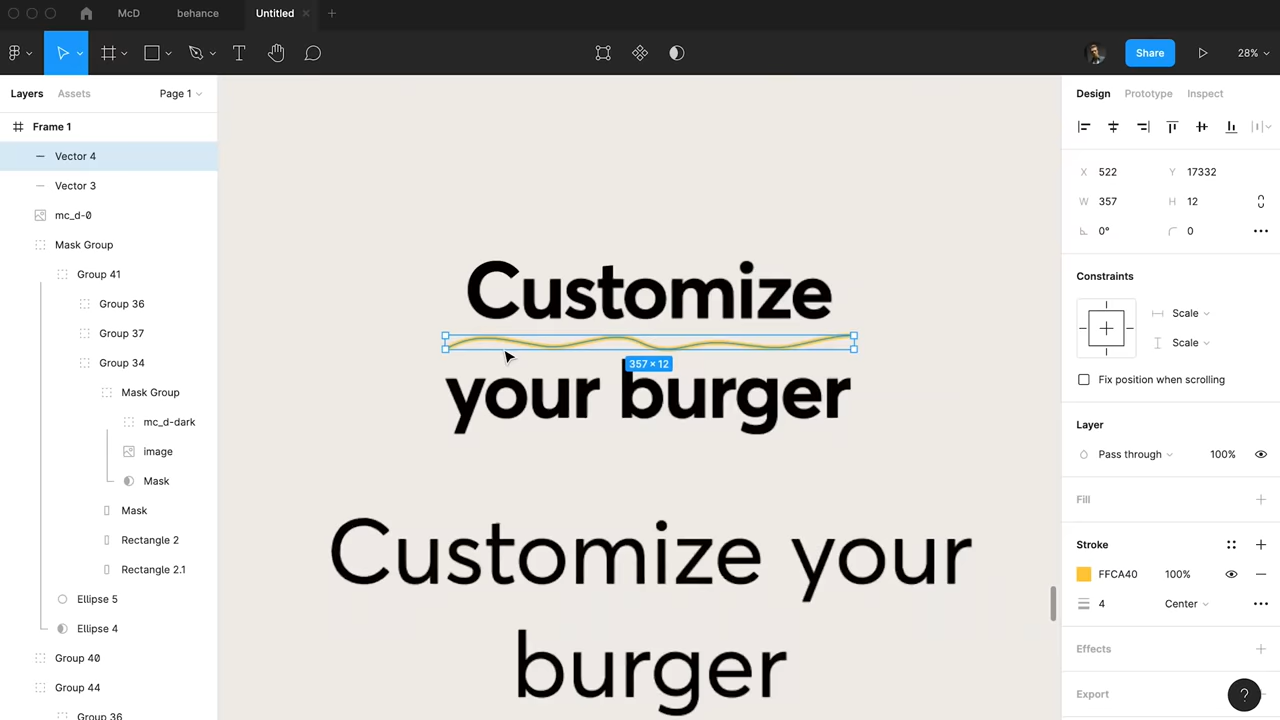 McD
behance
Untitled
Share
28%
Layers
Assets
Page 1
Design
Prototype
Inspect
Frame 1
Vector 4
Vector 3
mc_d-0
Mask Group
Group 41
Group 36
Group 37
Group 34
Mask Group
mc_d-dark
image
Mask
Mask
Rectangle 2
Rectangle 2.1
Ellipse 5
Ellipse 4
Group 40
Group 44
Group 36
Customize
357 × 12
your burger
Customize your
burger
X 522 Y 17332
W 357 H 12
0° 0
Constraints
Scale
Scale
Fix position when scrolling
Layer
Pass through 100%
Fill
Stroke
FFCA40 100%
4 Center
Effects
Export
?